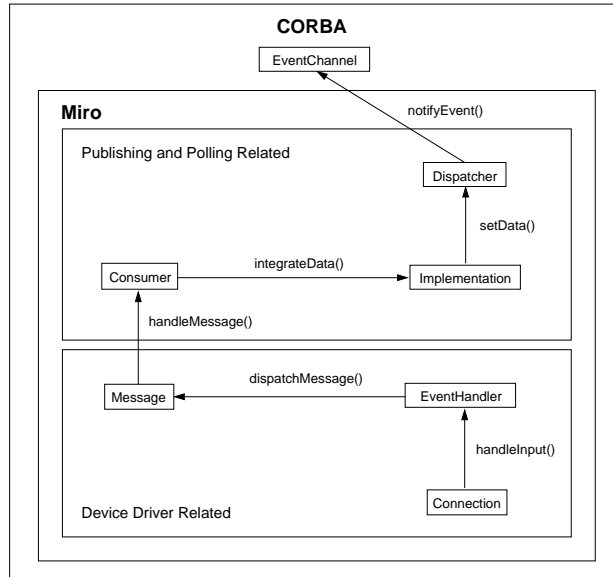 CORBA
EventChannel
Miro
notifyEvent()
Publishing and Polling Related
Dispatcher
setData()
integrateData()
Consumer
Implementation
handleMessage()
dispatchMessage()
Message
EventHandler
handleInput()
Connection
Device Driver Related